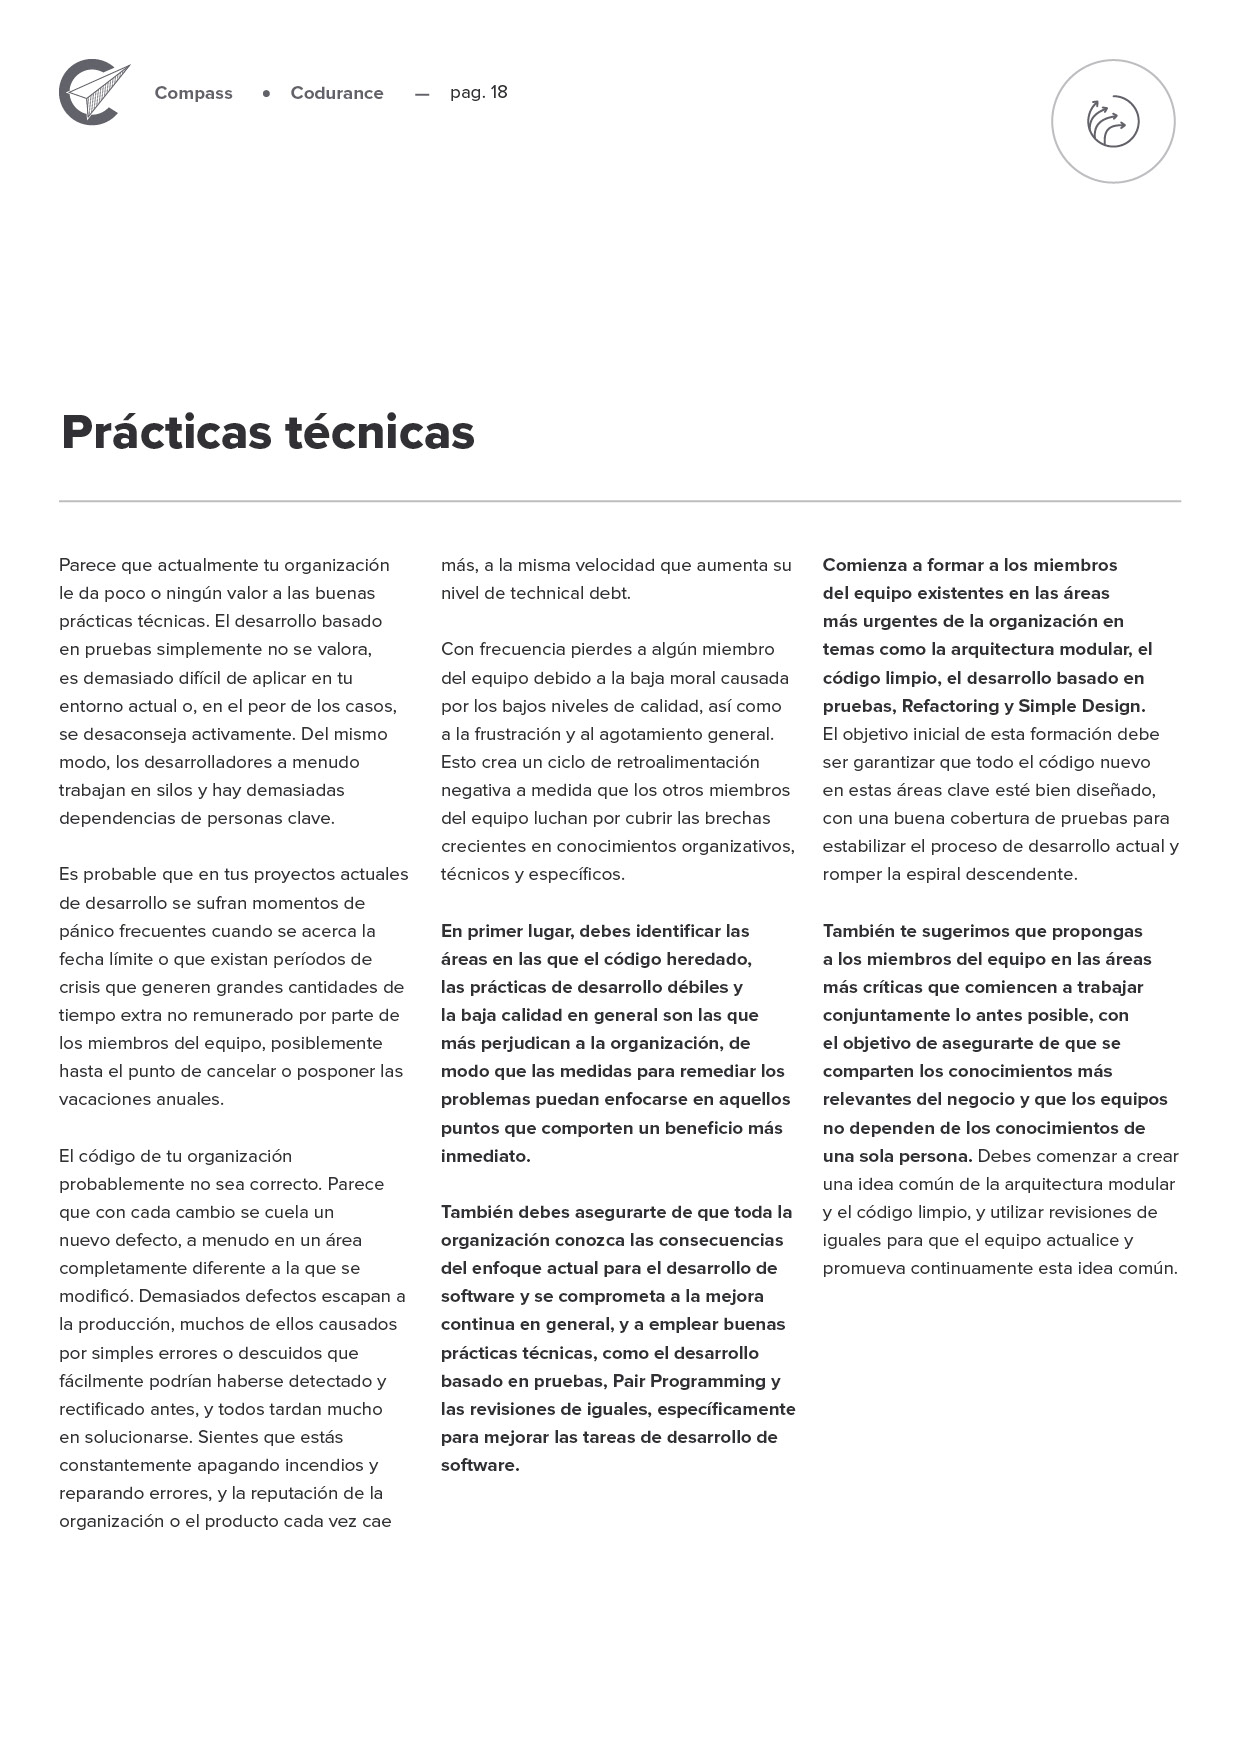 Compass • Codurance — pag. 18
Prácticas técnicas
Parece que actualmente tu organización
le da poco o ningún valor a las buenas
prácticas técnicas. El desarrollo basado
en pruebas simplemente no se valora,
es demasiado difícil de aplicar en tu
entorno actual o, en el peor de los casos,
se desaconseja activamente. Del mismo
modo, los desarrolladores a menudo
trabajan en silos y hay demasiadas
dependencias de personas clave.
Es probable que en tus proyectos actuales
de desarrollo se sufran momentos de
pánico frecuentes cuando se acerca la
fecha límite o que existan períodos de
crisis que generen grandes cantidades de
tiempo extra no remunerado por parte de
los miembros del equipo, posiblemente
hasta el punto de cancelar o posponer las
vacaciones anuales.
El código de tu organización
probablemente no sea correcto. Parece
que con cada cambio se cuela un
nuevo defecto, a menudo en un área
completamente diferente a la que se
modificó. Demasiados defectos escapan a
la producción, muchos de ellos causados
por simples errores o descuidos que
fácilmente podrían haberse detectado y
rectificado antes, y todos tardan mucho
en solucionarse. Sientes que estás
constantemente apagando incendios y
reparando errores, y la reputación de la
organización o el producto cada vez cae
más, a la misma velocidad que aumenta su
nivel de technical debt.
Con frecuencia pierdes a algún miembro
del equipo debido a la baja moral causada
por los bajos niveles de calidad, así como
a la frustración y al agotamiento general.
Esto crea un ciclo de retroalimentación
negativa a medida que los otros miembros
del equipo luchan por cubrir las brechas
crecientes en conocimientos organizativos,
técnicos y específicos.
En primer lugar, debes identificar las
áreas en las que el código heredado,
las prácticas de desarrollo débiles y
la baja calidad en general son las que
más perjudican a la organización, de
modo que las medidas para remediar los
problemas puedan enfocarse en aquellos
puntos que comporten un beneficio más
inmediato.
También debes asegurarte de que toda la
organización conozca las consecuencias
del enfoque actual para el desarrollo de
software y se comprometa a la mejora
continua en general, y a emplear buenas
prácticas técnicas, como el desarrollo
basado en pruebas, Pair Programming y
las revisiones de iguales, específicamente
para mejorar las tareas de desarrollo de
software.
Comienza a formar a los miembros
del equipo existentes en las áreas
más urgentes de la organización en
temas como la arquitectura modular, el
código limpio, el desarrollo basado en
pruebas, Refactoring y Simple Design.
El objetivo inicial de esta formación debe
ser garantizar que todo el código nuevo
en estas áreas clave esté bien diseñado,
con una buena cobertura de pruebas para
estabilizar el proceso de desarrollo actual y
romper la espiral descendente.
También te sugerimos que propongas
a los miembros del equipo en las áreas
más críticas que comiencen a trabajar
conjuntamente lo antes posible, con
el objetivo de asegurarte de que se
comparten los conocimientos más
relevantes del negocio y que los equipos
no dependen de los conocimientos de
una sola persona. Debes comenzar a crear
una idea común de la arquitectura modular
y el código limpio, y utilizar revisiones de
iguales para que el equipo actualice y
promueva continuamente esta idea común.